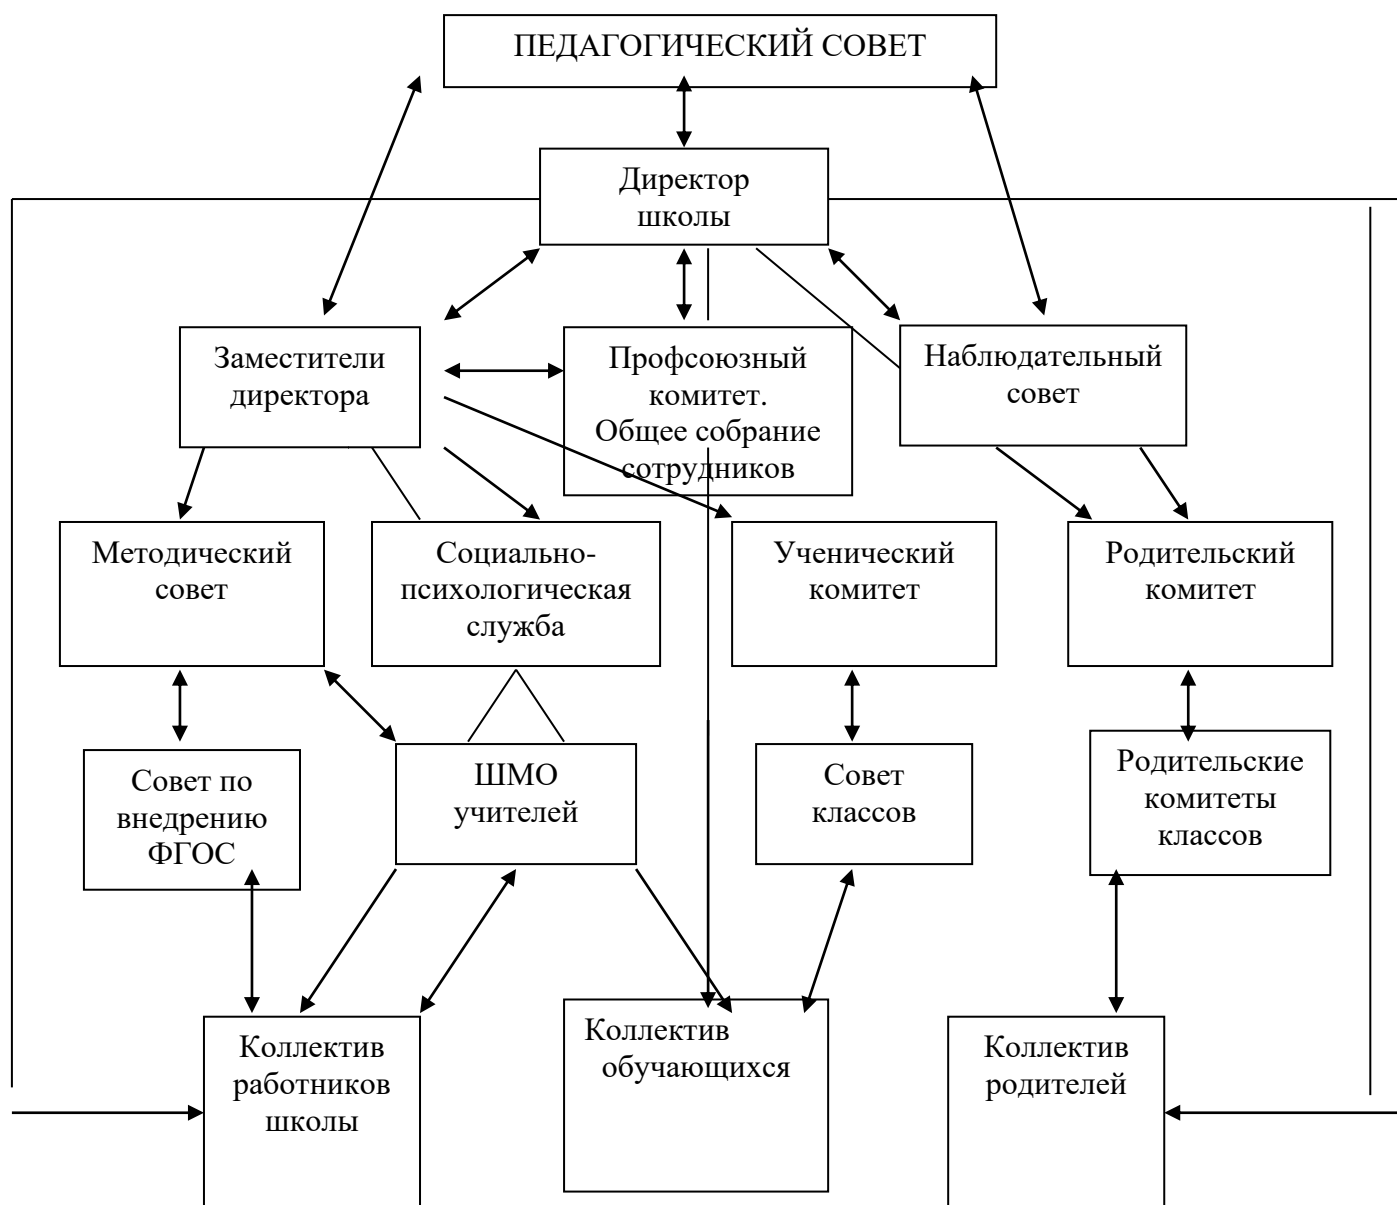 ПЕДАГОГИЧЕСКИЙ СОВЕТ
Директор
школы
Заместители
директора
Профсоюзный
комитет.
Общее собрание
сотрудников
Наблюдательный
совет
Методический
совет
Социально-
психологическая
служба
Ученический
комитет
Родительский
комитет
Совет по
внедрению
ФГОС
ШМО
учителей
Совет
классов
Родительские
комитеты
классов
Коллектив
работников
школы
Коллектив
обучающихся
Коллектив
родителей